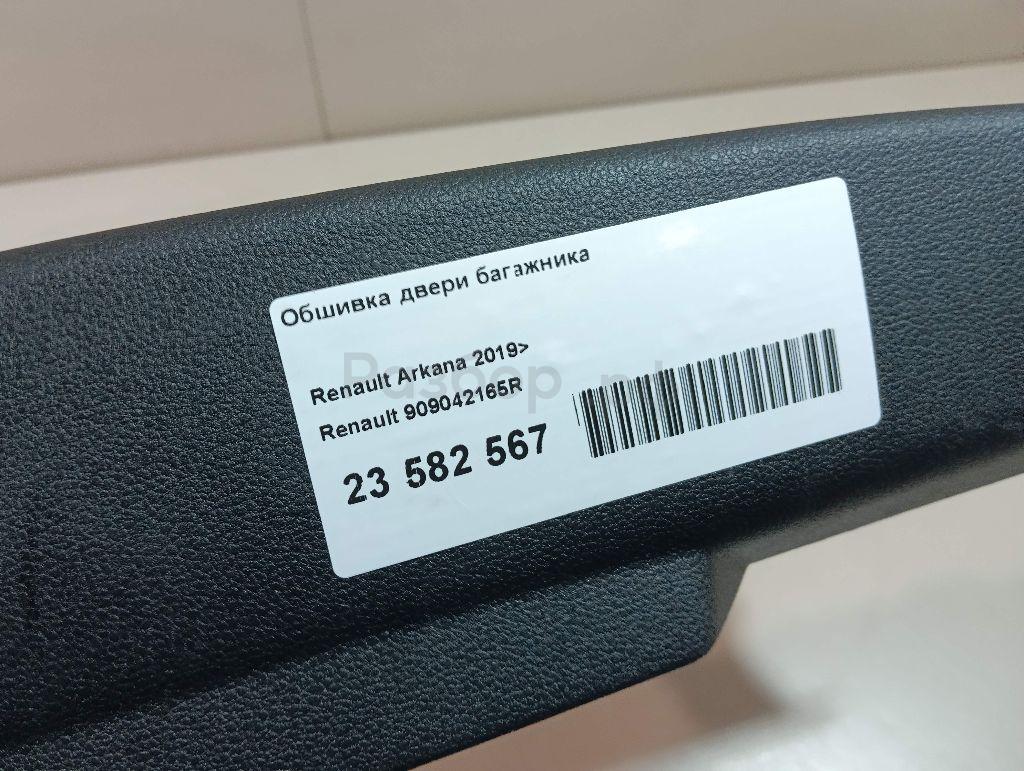 Обшивка двери багажника
Renault Arkana 2019>
Renault 909042165R
23 582 567